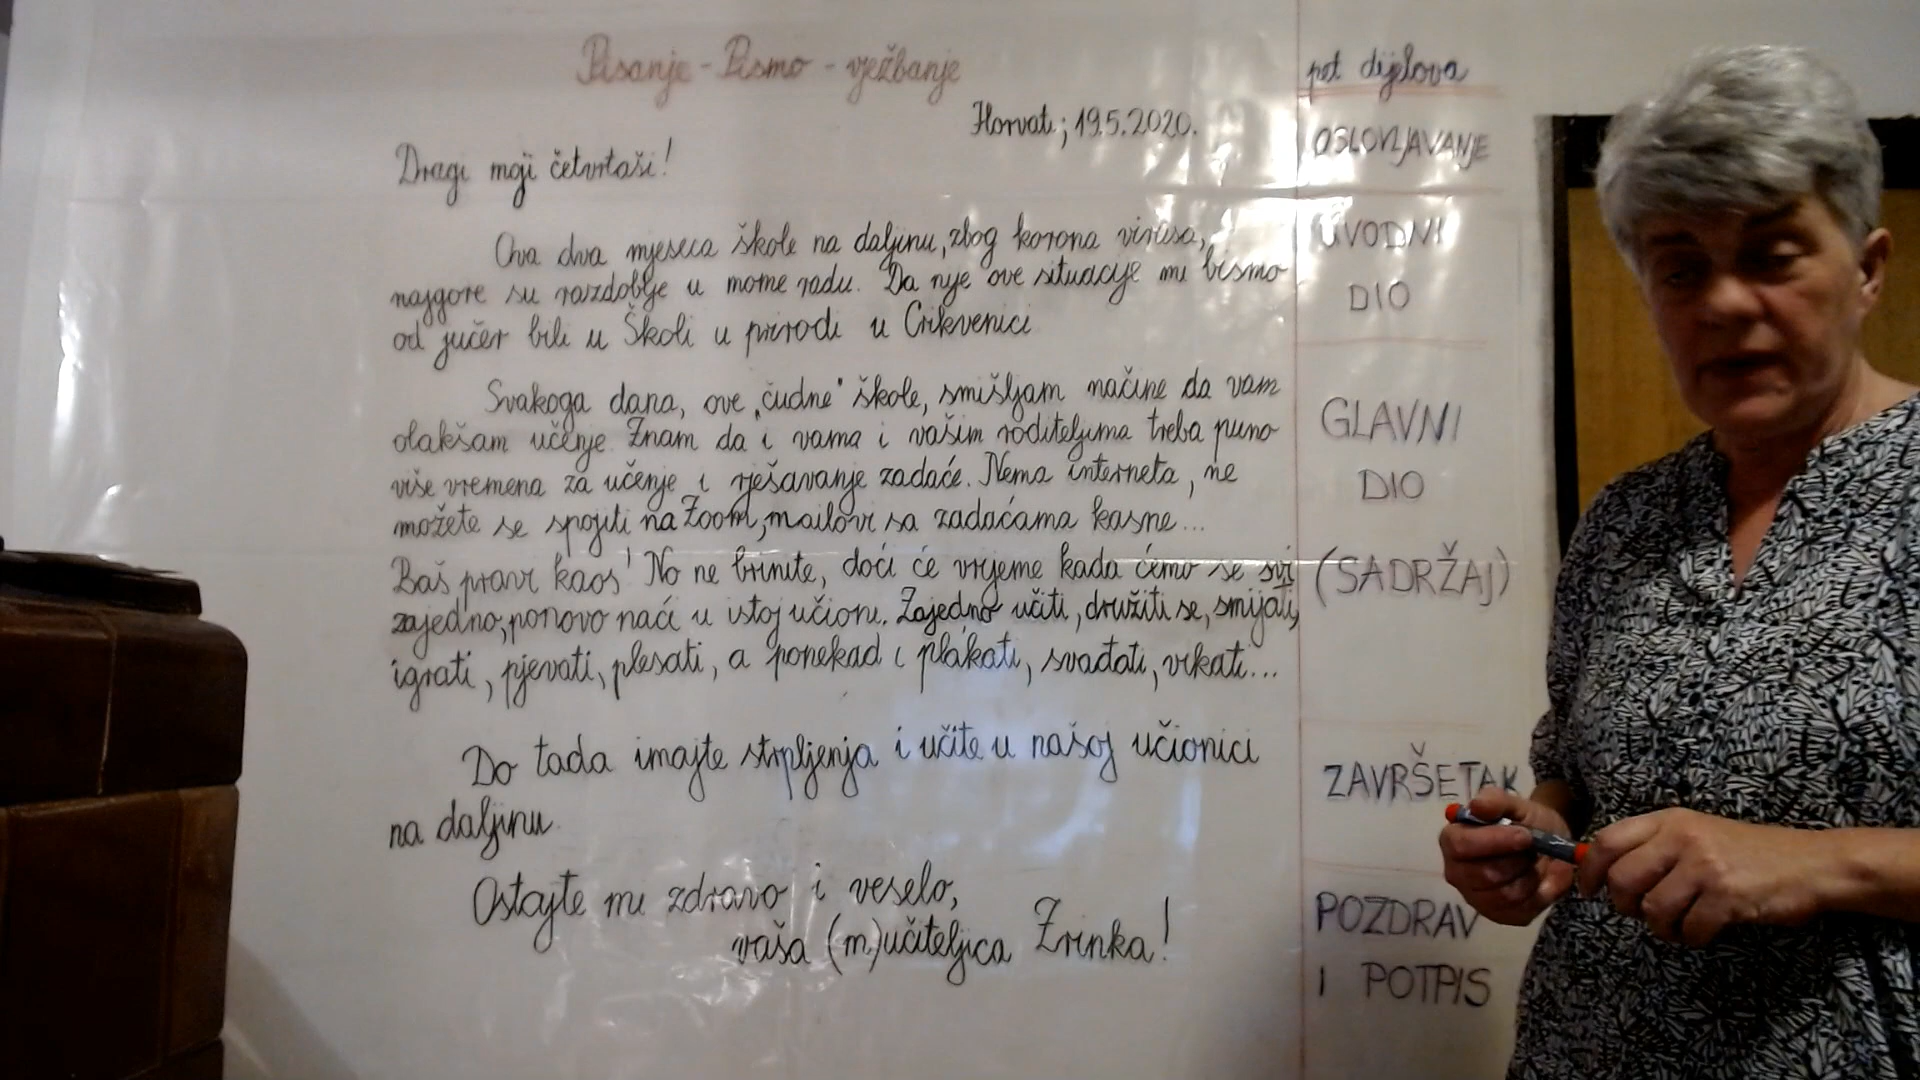 Pisanje - Pismo - vježbanje
Horvati, 19.5.2020.
Dragi moji četvrtaši!
Ova dva mjeseca škole na daljinu, zbog korona virusa,
najgore su razdoblje u mome radu. Da nije ove situacije mi bismo
od jučer bili u Školi u prirodi u Crikvenici
Svakoga dana, ove „čudne" škole, smišljam načine da vam
olakšam učenje. Znam da i vama i vašim roditeljima treba puno
više vremena za učenje i rješavanje zadaće. Nema interneta, ne
možete se spojiti na Zoom, mailovi sa zadaćama kasne...
Baš pravi kaos! No ne brinite, doći će vrijeme kada ćemo se svi
zajedno, ponovo naći u istoj učioni. Zajedno učiti, družiti se, smijati,
igrati, pjevati, plesati, a ponekad i plakati, svađati, vikati...
Do tada imajte strpljenja i učite u našoj učionici
na daljinu.
Ostajte mi zdravo i veselo,
vaša (m)učiteljica Zrinka!
pet dijelova
OSLOVLJAVANJE
UVODNI
DIO
GLAVNI
DIO
(SADRŽAJ)
ZAVRŠETAK
POZDRAV
I POTPIS